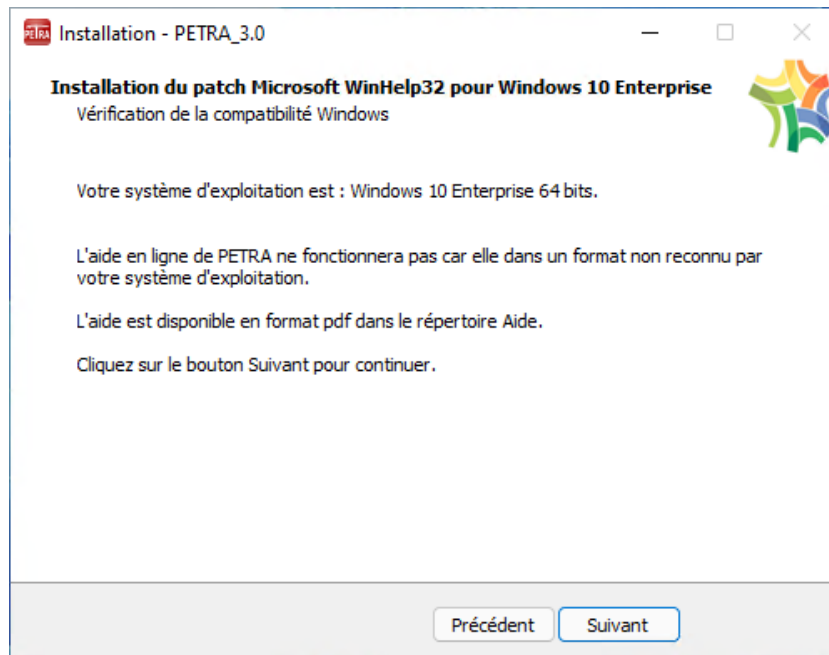 PETRA Installation - PETRA_3.0
Installation du patch Microsoft WinHelp32 pour Windows 10 Enterprise
Vérification de la compatibilité Windows
Votre système d'exploitation est : Windows 10 Enterprise 64 bits.
L'aide en ligne de PETRA ne fonctionnera pas car elle dans un format non reconnu par
votre système d'exploitation.
L'aide est disponible en format pdf dans le répertoire Aide.
Cliquez sur le bouton Suivant pour continuer.
Précédent Suivant